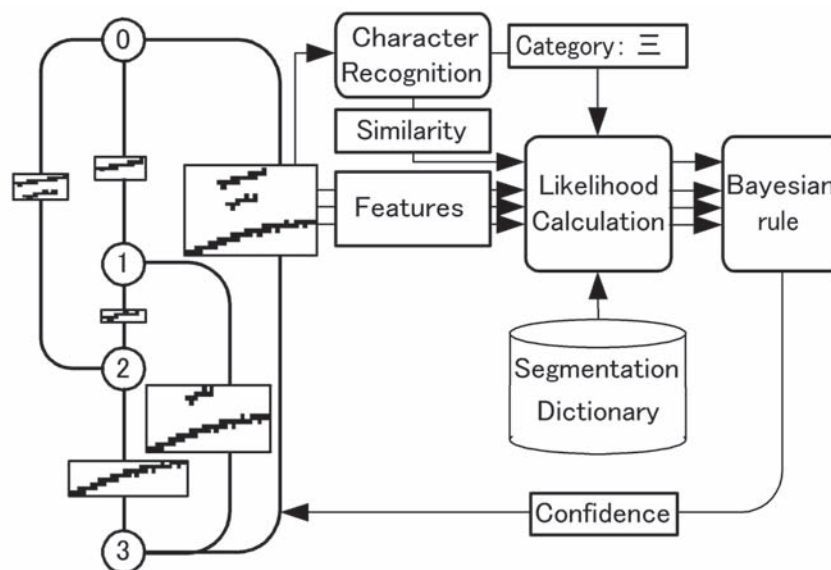 0
Character
Recognition
Category: 三
Similarity
Features
Likelihood
Calculation
Bayesian
rule
1
2
Segmentation
Dictionary
Confidence
3